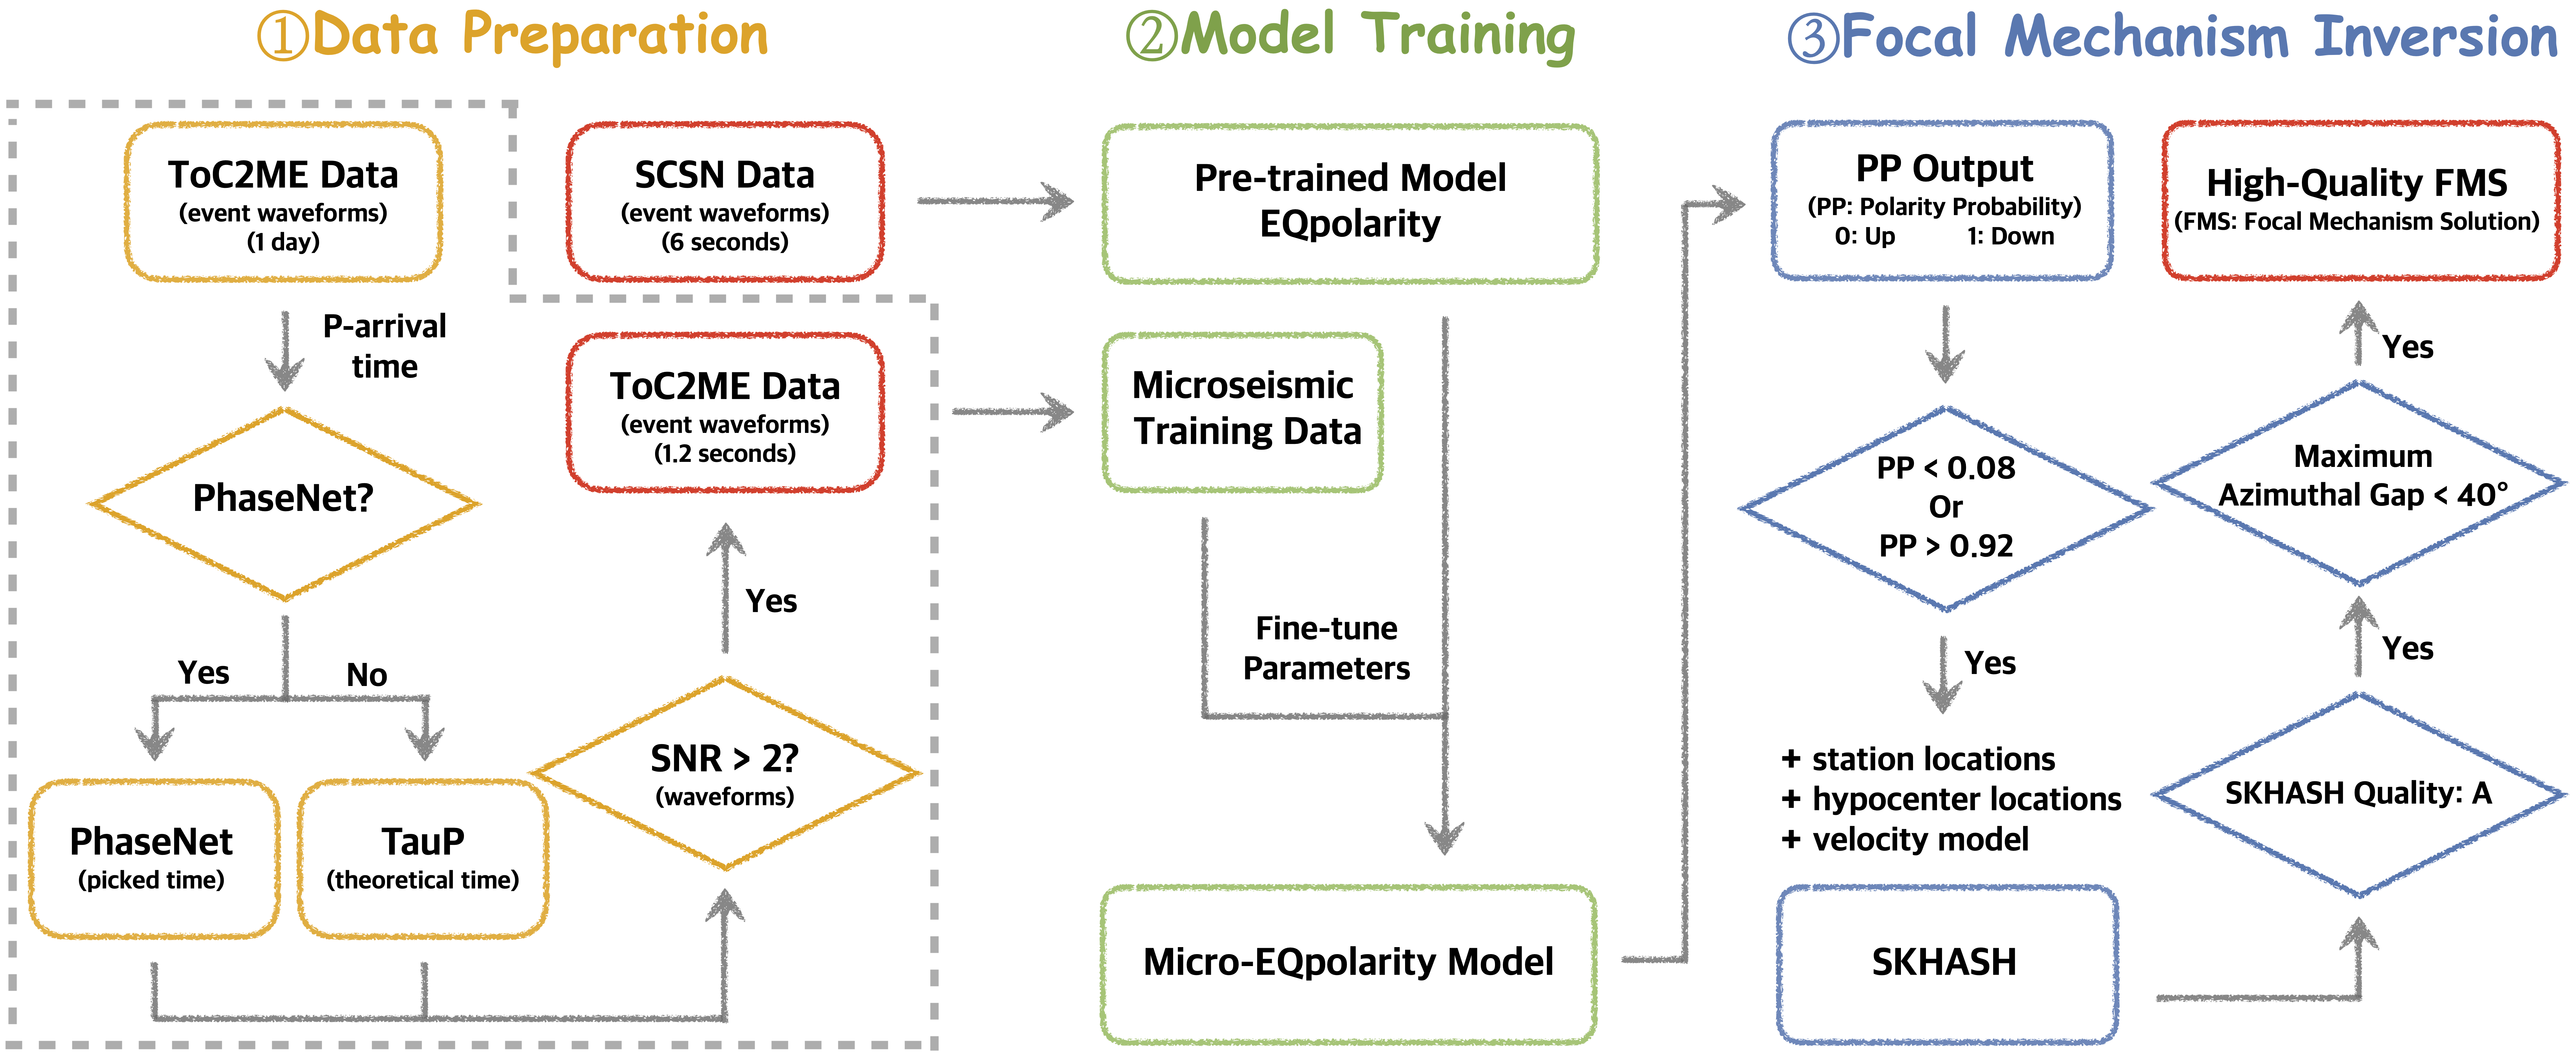 ①Data Preparation
ToC2ME Data
(event waveforms)
(1 day)
P-arrival
time
PhaseNet?
Yes
No
PhaseNet
(picked time)
TauP
(theoretical time)
SNR > 2?
(waveforms)
Yes
ToC2ME Data
(event waveforms)
(1.2 seconds)
SCSN Data
(event waveforms)
(6 seconds)
②Model Training
Pre-trained Model
EQpolarity
Microseismic
Training Data
Fine-tune
Parameters
Micro-EQpolarity Model
③Focal Mechanism Inversion
PP Output
(PP: Polarity Probability)
0: Up 1: Down
PP < 0.08
Or
PP > 0.92
Yes
+ station locations
+ hypocenter locations
+ velocity model
SKHASH
SKHASH Quality: A
Yes
Maximum
Azimuthal Gap < 40°
Yes
High-Quality FMS
(FMS: Focal Mechanism Solution)